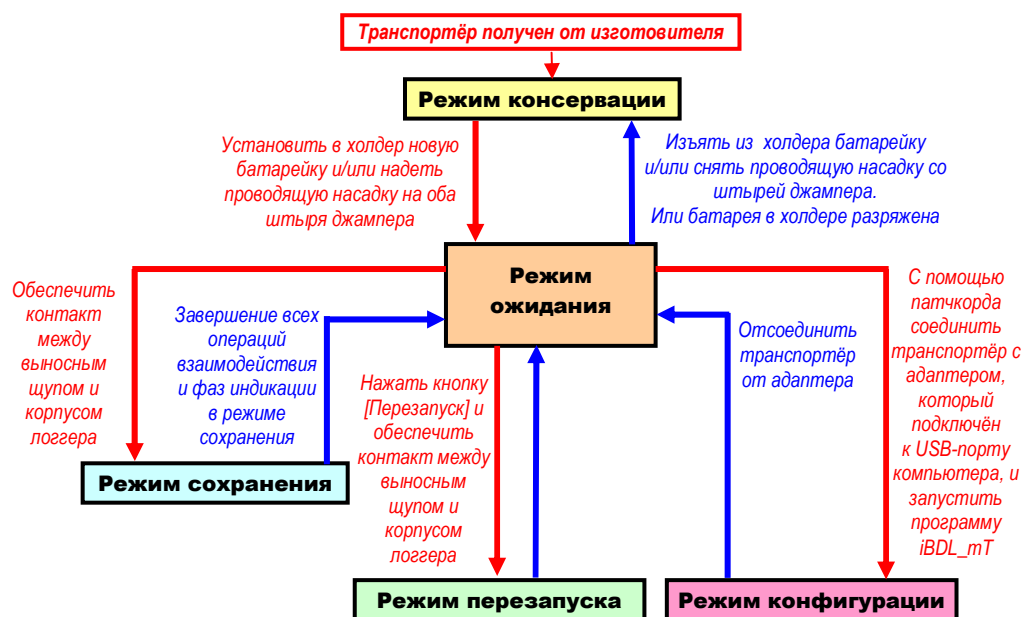 Транспортёр получен от изготовителя
Режим консервации
Установить в холдер новую
батарейку и/или надеть
проводящую насадку на оба
штыря джампера
Изъять из холдера батарейку
и/или снять проводящую насадку со
штырей джампера.
Или батарея в холдере разряжена
Режим
ожидания
Обеспечить
контакт
между
выносным
щупом и
корпусом
логгера
Завершение всех
операций
взаимодействия
и фаз индикации
в режиме
сохранения
Нажать кнопку
[Перезапуск] и
обеспечить
контакт между
выносным
щупом и
корпусом
логгера
Отсоединить
транспортёр
от адаптера
С помощью
патчкорда
соединить
транспортёр с
адаптером,
который
подключён
к USB-порту
компьютера, и
запустить
программу
iBDL_mT
Режим сохранения
Режим перезапуска
Режим конфигурации